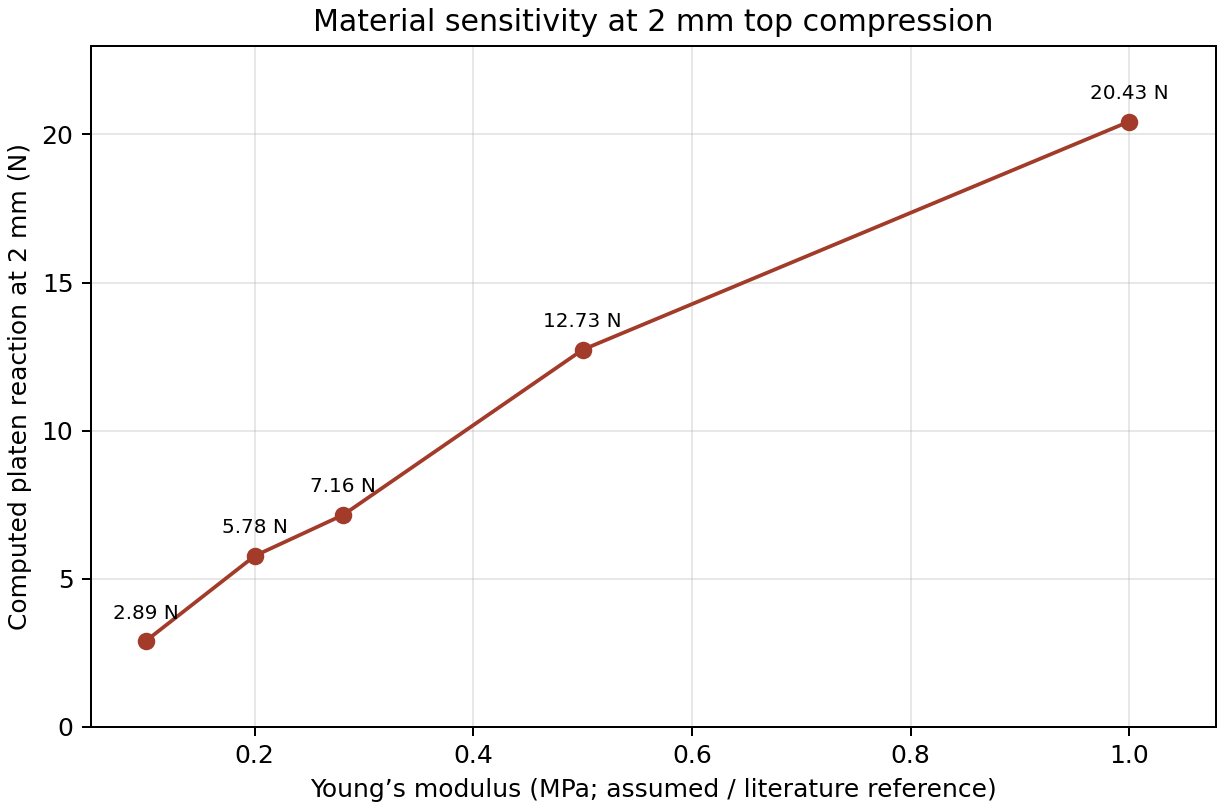 Material sensitivity at 2 mm top compression
20.43 N
12.73 N
7.16 N
5.78 N
2.89 N
Computed platen reaction at 2 mm (N)
20
15
10
5
0
0.2 0.4 0.6 0.8 1.0
Young’s modulus (MPa; assumed / literature reference)